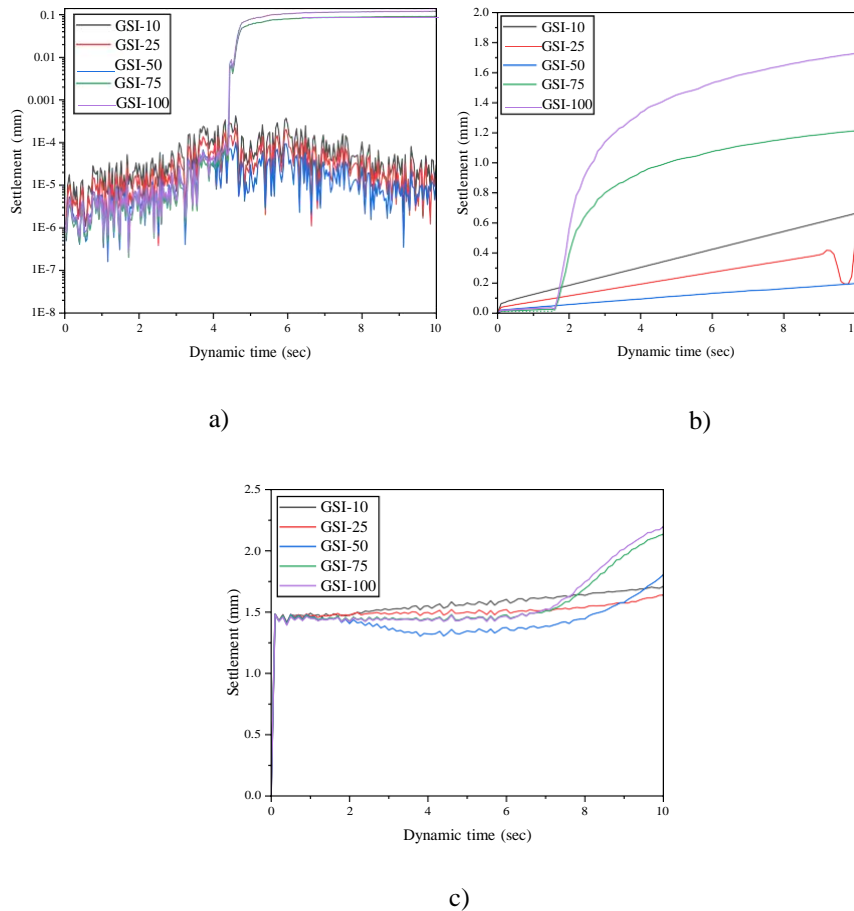 0.1
0.01
0.001
1E-4
1E-5
1E-6
1E-7
1E-8
Settlement (mm)
GSI-10
GSI-25
GSI-50
GSI-75
GSI-100
0 2 4 6 8 10
Dynamic time (sec)
a)
2.0
1.8
1.6
1.4
1.2
1.0
0.8
0.6
0.4
0.2
0.0
Settlement (mm)
GSI-10
GSI-25
GSI-50
GSI-75
GSI-100
0 2 4 6 8
Dynamic time (sec)
b)
2.5
2.0
1.5
1.0
0.5
0.0
Settlement (mm)
GSI-10
GSI-25
GSI-50
GSI-75
GSI-100
0 2 4 6 8 10
Dynamic time (sec)
c)